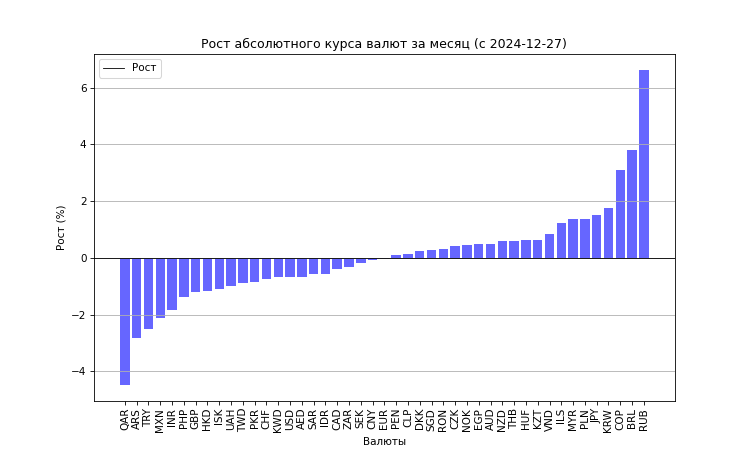 Рост абсолютного курса валют за месяц (с 2024-12-27)
Рост
6
4
2
0
−2
−4
Рост (%)
QAR ARS TRY MXN INR PHP GBP HKD ISK UAH TWD PKR CHF KWD USD AED SAR IDR CAD ZAR SEK CNY EUR PEN CLP DKK SGD RON CZK NOK EGP AUD NZD THB HUF KZT VND ILS MYR PLN JPY KRW COP BRL RUB
Валюты